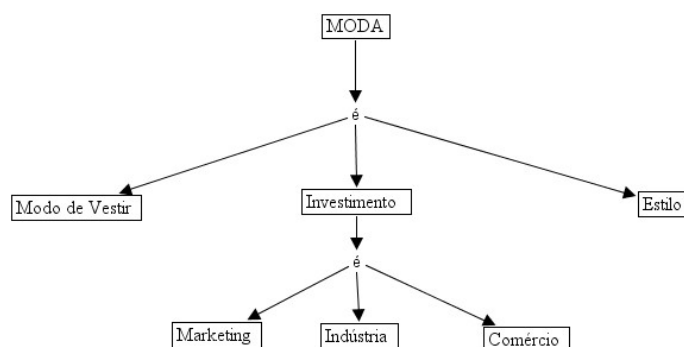 MODA
é
Modo de Vestir Investimento Estilo
é
Marketing Indústria Comércio